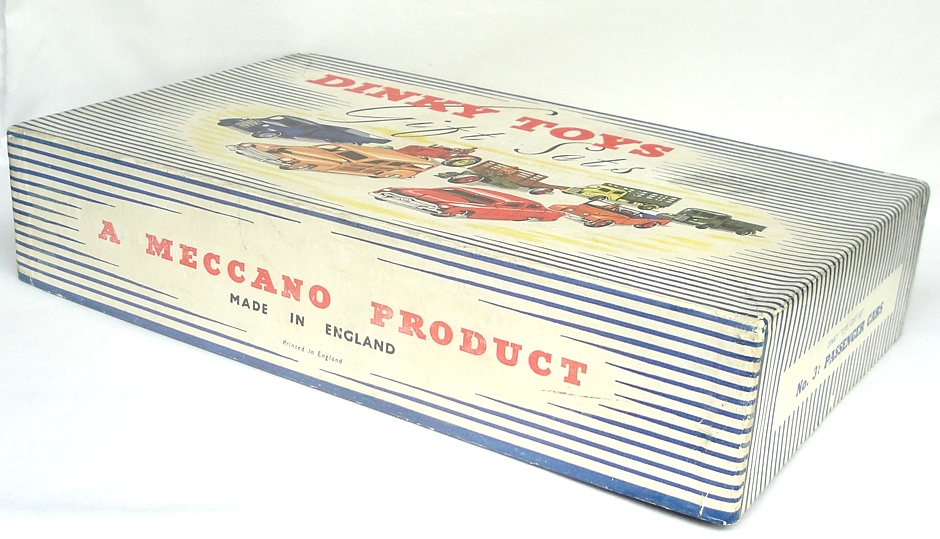 DINKY TOYS
Gift Sets
A MECCANO PRODUCT
MADE IN ENGLAND
Printed in England
No. 3: PASSENGER CARS